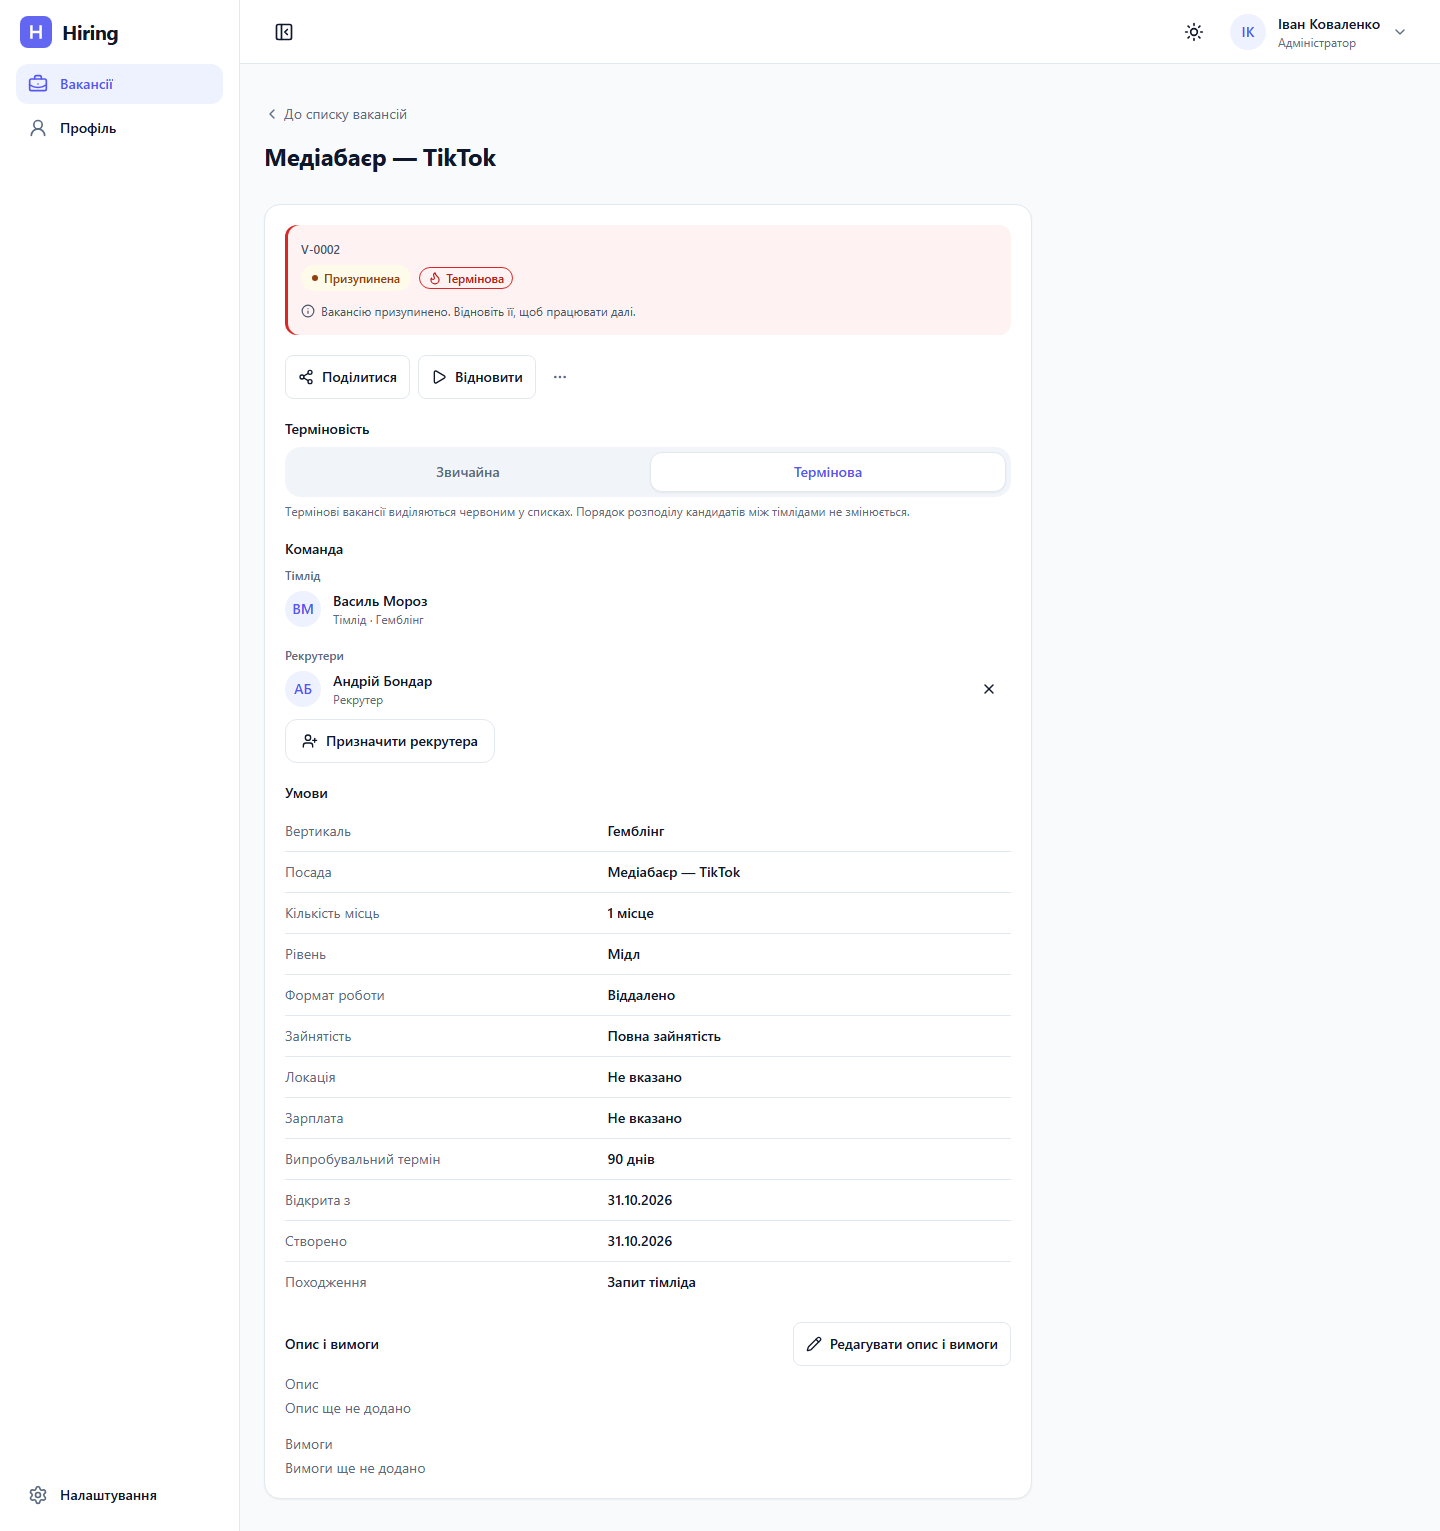 H Hiring
Вакансії
Профіль
Налаштування
ІК
Іван Коваленко
Адміністратор
До списку вакансій
Медіабаєр — TikTok
V-0002
Призупинена
Термінова
Вакансію призупинено. Відновіть її, щоб працювати далі.
Поділитися
Відновити
Терміновість
Звичайна
Термінова
Термінові вакансії виділяються червоним у списках. Порядок розподілу кандидатів між тімлідами не змінюється.
Команда
Тімлід
ВМ
Василь Мороз
Тімлід · Гемблінг
Рекрутери
АБ
Андрій Бондар
Рекрутер
Призначити рекрутера
Умови
Вертикаль Гемблінг
Посада Медіабаєр — TikTok
Кількість місць 1 місце
Рівень Мідл
Формат роботи Віддалено
Зайнятість Повна зайнятість
Локація Не вказано
Зарплата Не вказано
Випробувальний термін 90 днів
Відкрита з 31.10.2026
Створено 31.10.2026
Походження Запит тімліда
Опис і вимоги
Редагувати опис і вимоги
Опис
Опис ще не додано
Вимоги
Вимоги ще не додано